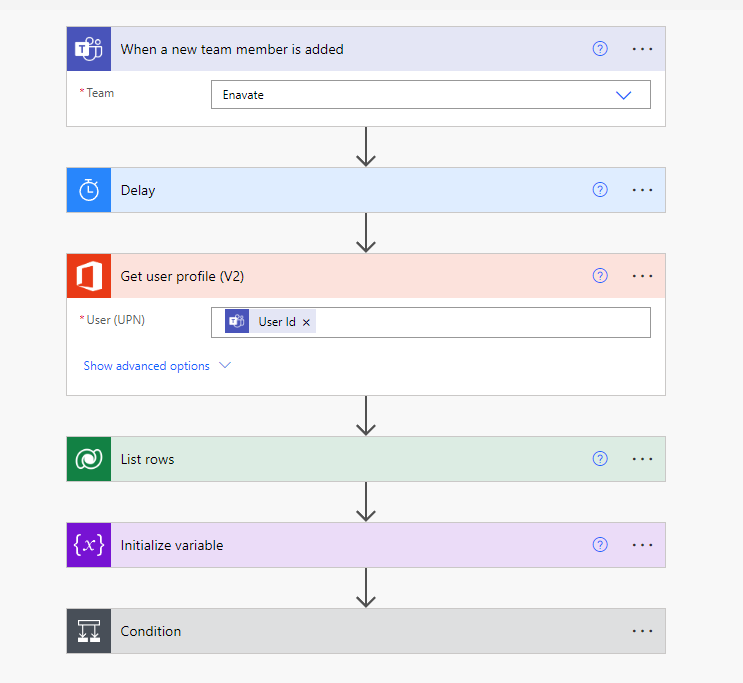 When a new team member is added
* Team
Enavate
Delay
Get user profile (V2)
* User (UPN)
User Id ×
Show advanced options
List rows
{x} Initialize variable
Condition